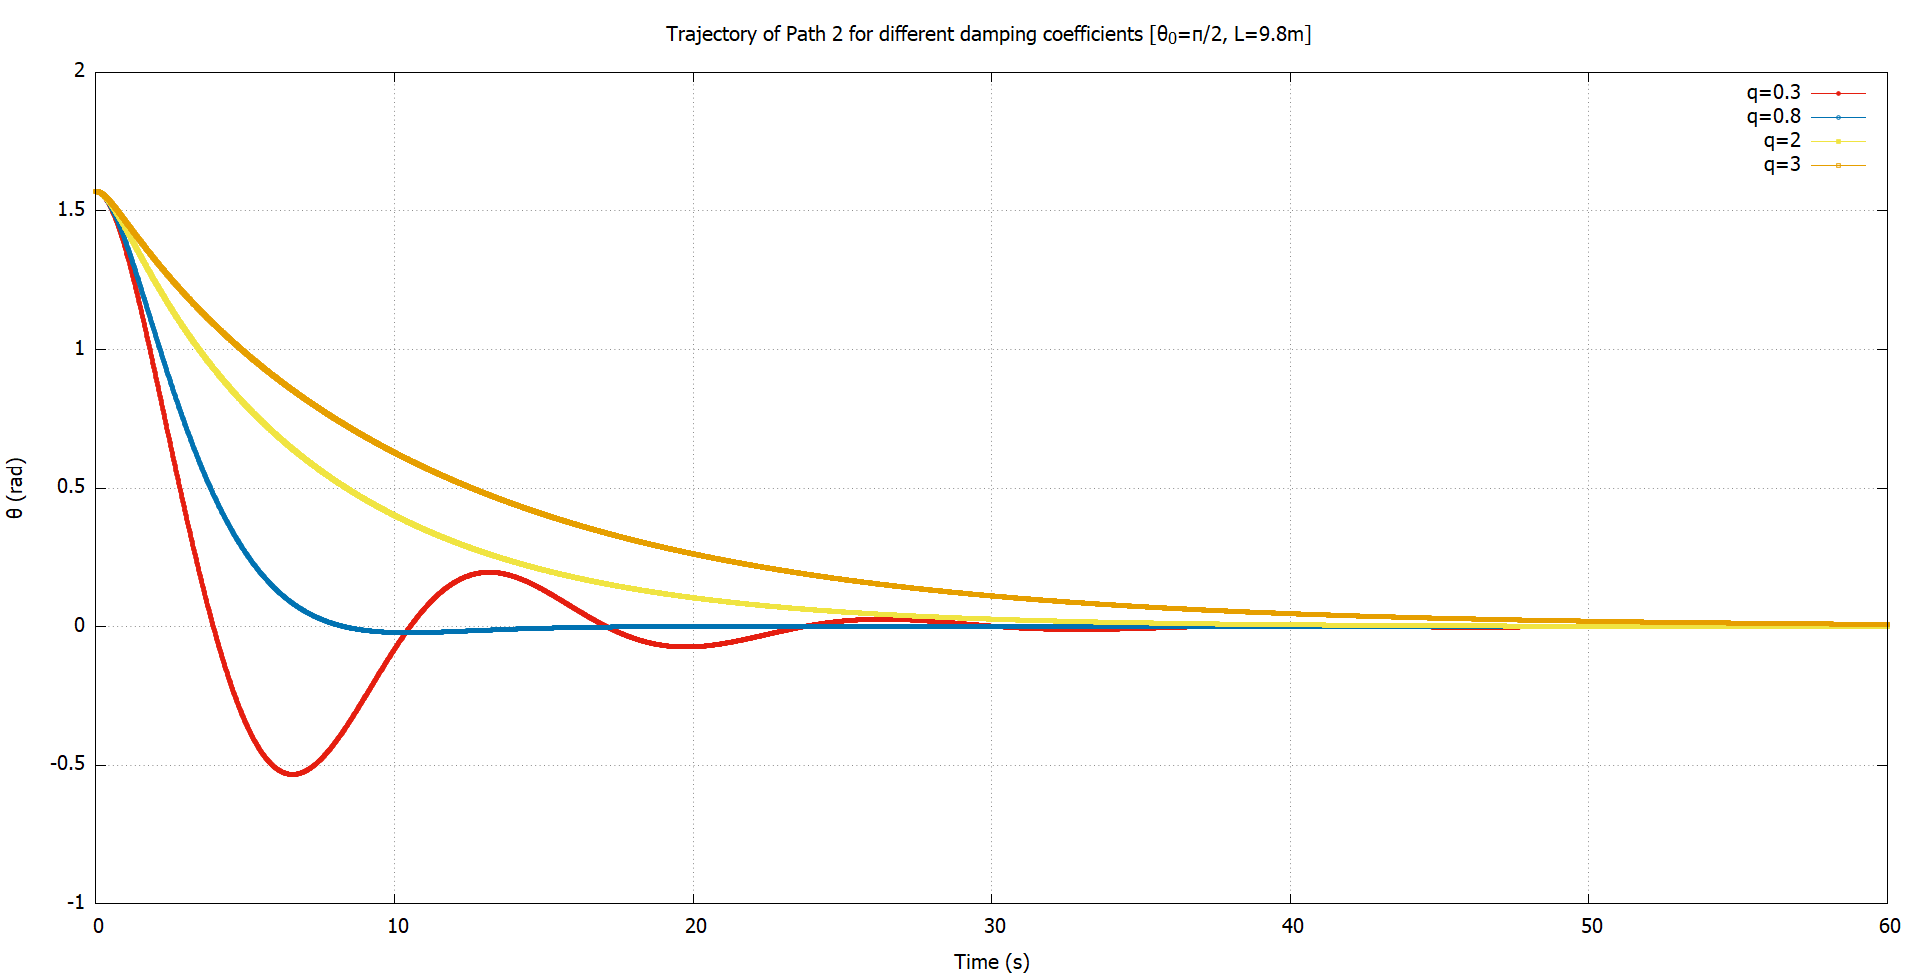 Trajectory of Path 2 for different damping coefficients [θ₀=π/2, L=9.8m]
q=0.3
q=0.8
q=2
q=3
2
1.5
1
0.5
0
-0.5
-1
θ (rad)
0 10 20 30 40 50 60
Time (s)